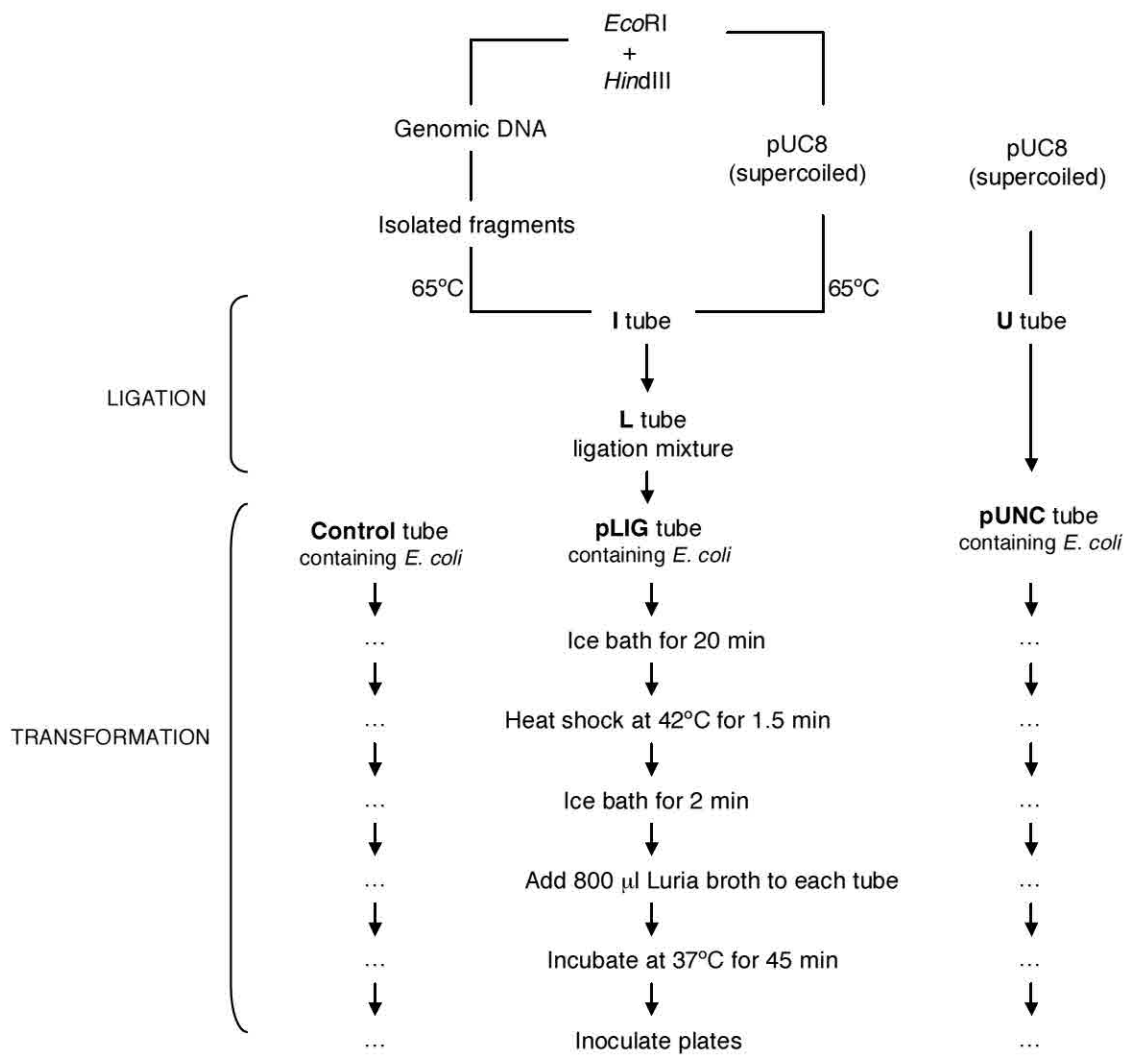 EcoRI
+
HindIII
Genomic DNA
pUC8
(supercoiled)
pUC8
(supercoiled)
Isolated fragments
65ºC
65ºC
I tube
U tube
LIGATION
L tube
ligation mixture
Control tube
containing E. coli
pLIG tube
containing E. coli
pUNC tube
containing E. coli
…
Ice bath for 20 min
…
TRANSFORMATION
…
Heat shock at 42ºC for 1.5 min
…
…
Ice bath for 2 min
…
…
Add 800 µl Luria broth to each tube
…
…
Incubate at 37ºC for 45 min
…
…
Inoculate plates
…